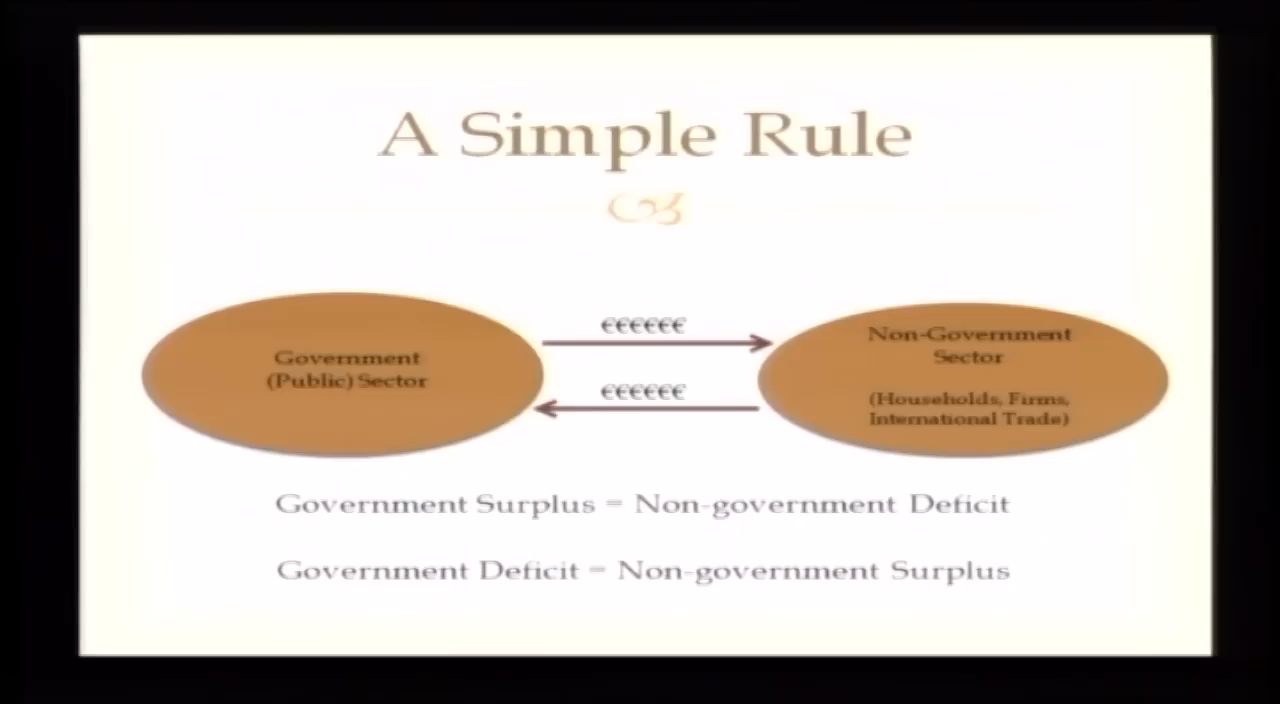 A Simple Rule
Government
(Public) Sector
€€€€€€
€€€€€€
Non-Government
Sector
(Households, Firms,
International Trade)
Government Surplus = Non-government Deficit
Government Deficit = Non-government Surplus